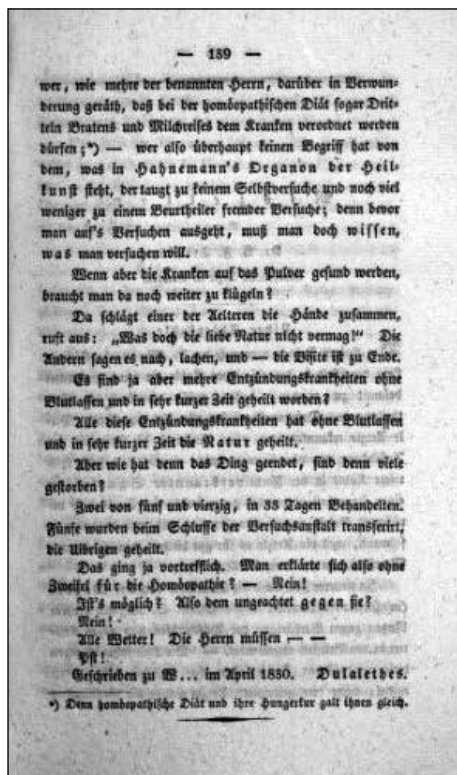 — 159 —
wer, wie mehre der benannten Herrn, darüber in Verwun-
derung geräth, daß bei der homöopathischen Diät sogar Drit-
teln Bratens und Milchreises dem Kranken verordnet werden
dürfen;*) — wer also überhaupt keinen Begriff hat von
dem, was in Hahnemann's Organon der Heil-
kunst steht, der taugt zu keinem Selbstversuche und noch viel
weniger zu einem Beurtheiler fremder Versuche; denn bevor
man auf's Versuchen ausgeht, muß man doch wissen,
was man versuchen will.
Wenn aber die Kranken auf das Pulver gesund werden,
braucht man da noch weiter zu klügeln?
Da schlägt einer der Aelteren die Hände zusammen,
ruft aus: „Was doch die liebe Natur nicht vermag!“ Die
Andern sagen es nach, lachen, und — die Visite ist zu Ende.
Es sind ja aber mehre Entzündungskrankheiten ohne
Blutlassen und in sehr kurzer Zeit geheilt worden?
Alle diese Entzündungskrankheiten hat ohne Blutlassen
und in sehr kurzer Zeit die Natur geheilt.
Aber wie hat denn das Ding geendet, sind denn viele
gestorben?
Zwei von fünf und vierzig, in 33 Tagen Behandelten.
Fünfe wurden beim Schlusse der Versuchsanstalt transferirt,
die Uibrigen geheilt.
Das ging ja vortrefflich. Man erklärte sich also ohne
Zweifel für die Homöopathie? — Nein!
Ist's möglich? Also dem ungeachtet gegen sie?
Nein!
Alle Wetter! Die Herrn müssen — —
Pst!
Geschrieben zu W... im April 1830. Dulalethes.
*) Denn homöopathische Diät und ihre Hungerkur galt ihnen gleich.